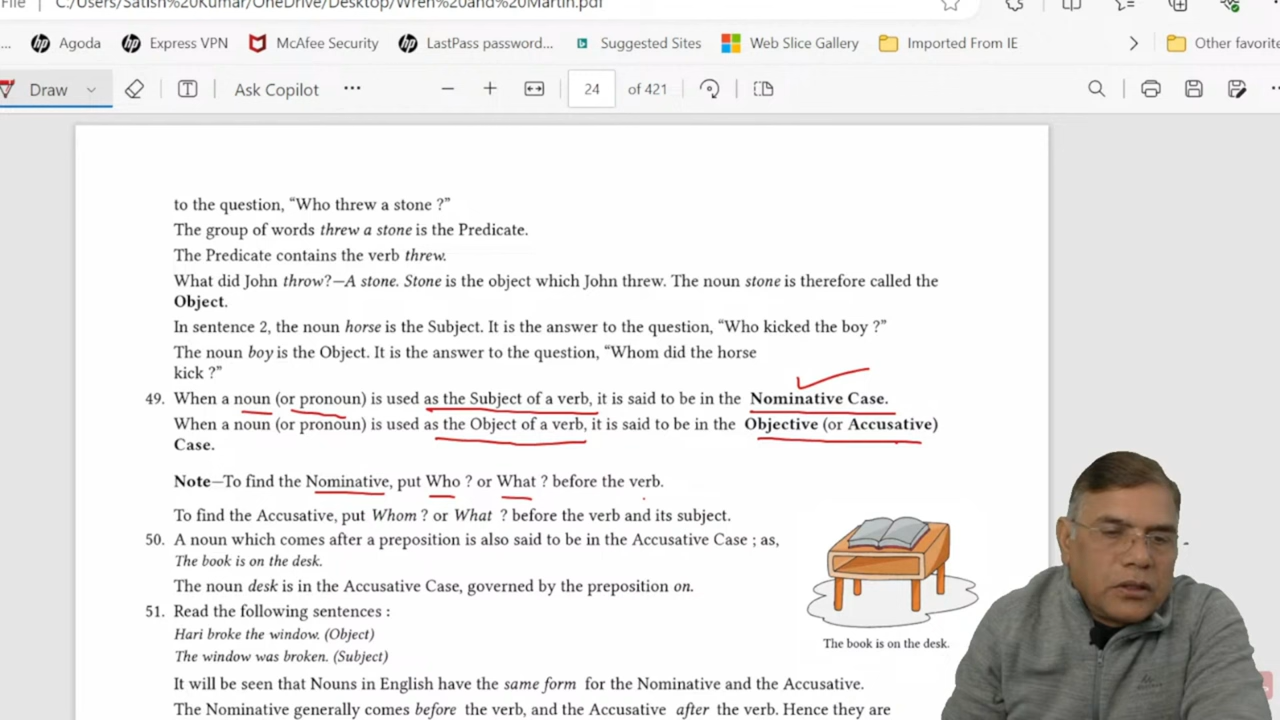 File C:/Users/Satish%20Kumar/OneDrive/Desktop/Wren%20and%20Martin.pdf
... Agoda Express VPN McAfee Security LastPass password... Suggested Sites Web Slice Gallery Imported From IE Other favorite
Draw Ask Copilot ... 24 of 421
to the question, “Who threw a stone ?”
The group of words threw a stone is the Predicate.
The Predicate contains the verb threw.
What did John throw?—A stone. Stone is the object which John threw. The noun stone is therefore called the
Object.
In sentence 2, the noun horse is the Subject. It is the answer to the question, “Who kicked the boy ?”
The noun boy is the Object. It is the answer to the question, “Whom did the horse
kick ?”
49. When a noun (or pronoun) is used as the Subject of a verb, it is said to be in the Nominative Case.
When a noun (or pronoun) is used as the Object of a verb, it is said to be in the Objective (or Accusative)
Case.
Note—To find the Nominative, put Who ? or What ? before the verb.
To find the Accusative, put Whom ? or What ? before the verb and its subject.
50. A noun which comes after a preposition is also said to be in the Accusative Case ; as,
The book is on the desk.
The noun desk is in the Accusative Case, governed by the preposition on.
51. Read the following sentences :
Hari broke the window. (Object)
The book is on the desk.
The window was broken. (Subject)
It will be seen that Nouns in English have the same form for the Nominative and the Accusative.
The Nominative generally comes before the verb, and the Accusative after the verb. Hence they are